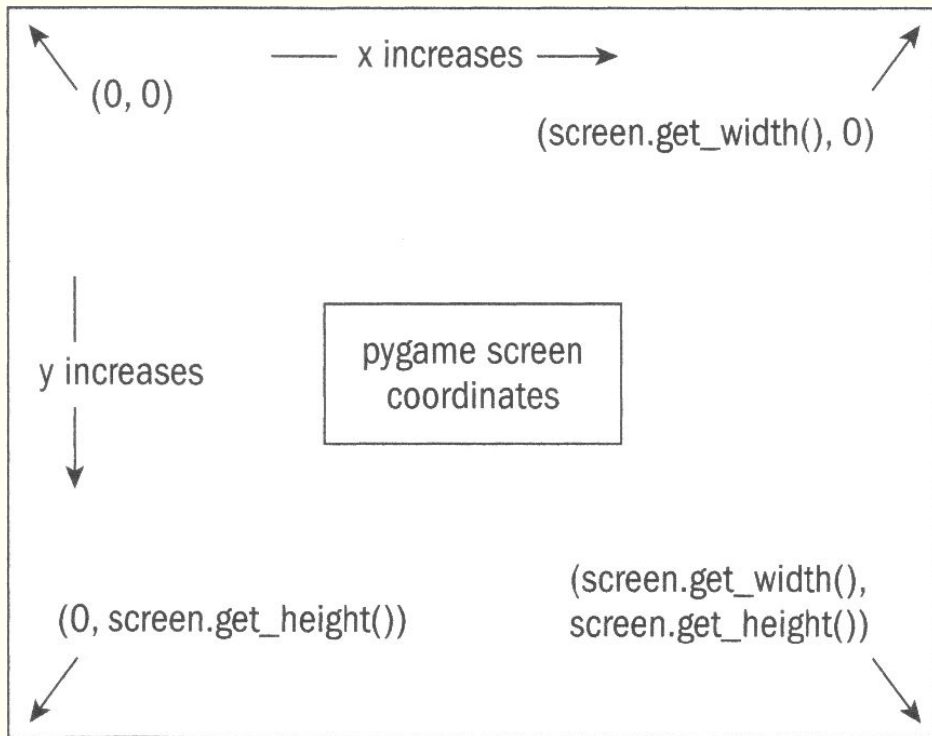 x increases
(0, 0)
(screen.get_width(), 0)
pygame screen
coordinates
y increases
(screen.get_width(),
screen.get_height())
(0, screen.get_height())